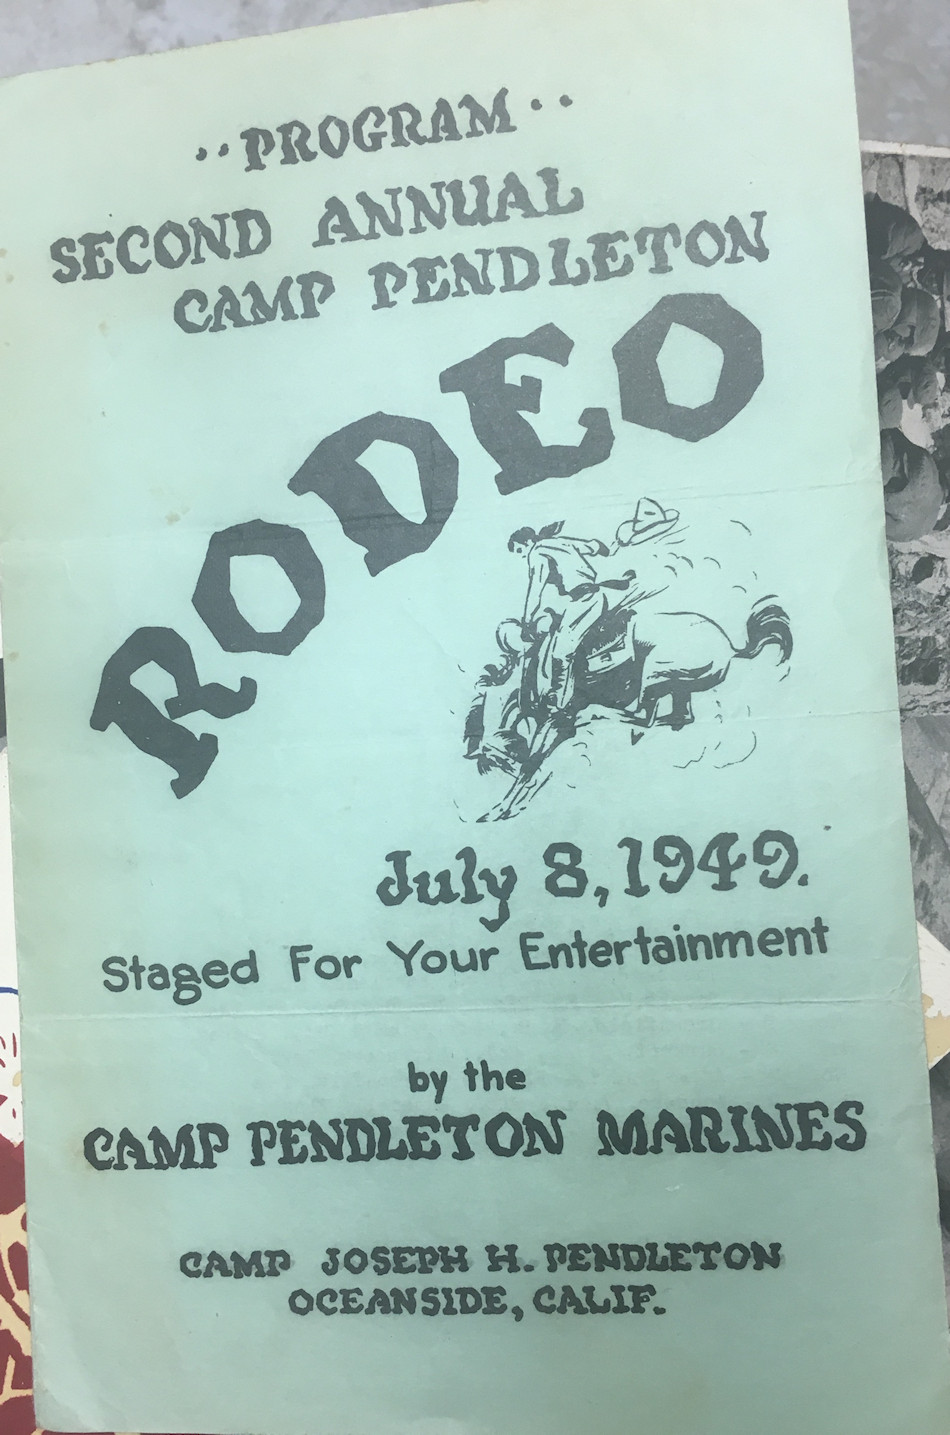 ··PROGRAM··
SECOND ANNUAL
CAMP PENDLETON
RODEO
July 8, 1949.
Staged For Your Entertainment
by the
CAMP PENDLETON MARINES
CAMP JOSEPH H. PENDLETON
OCEANSIDE, CALIF.